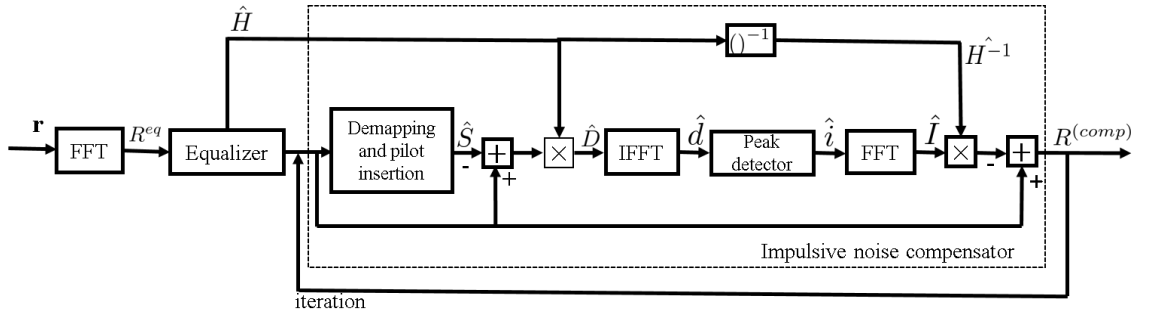 Ĥ
()⁻¹
Ĥ⁻¹
r
FFT
R^{eq}
Equalizer
Demapping
and pilot
insertion
Ŝ
-
+
+
×
D̂
IFFT
d̂
Peak
detector
î
FFT
Î
×
-
+
+
R^{(comp)}
Impulsive noise compensator
iteration